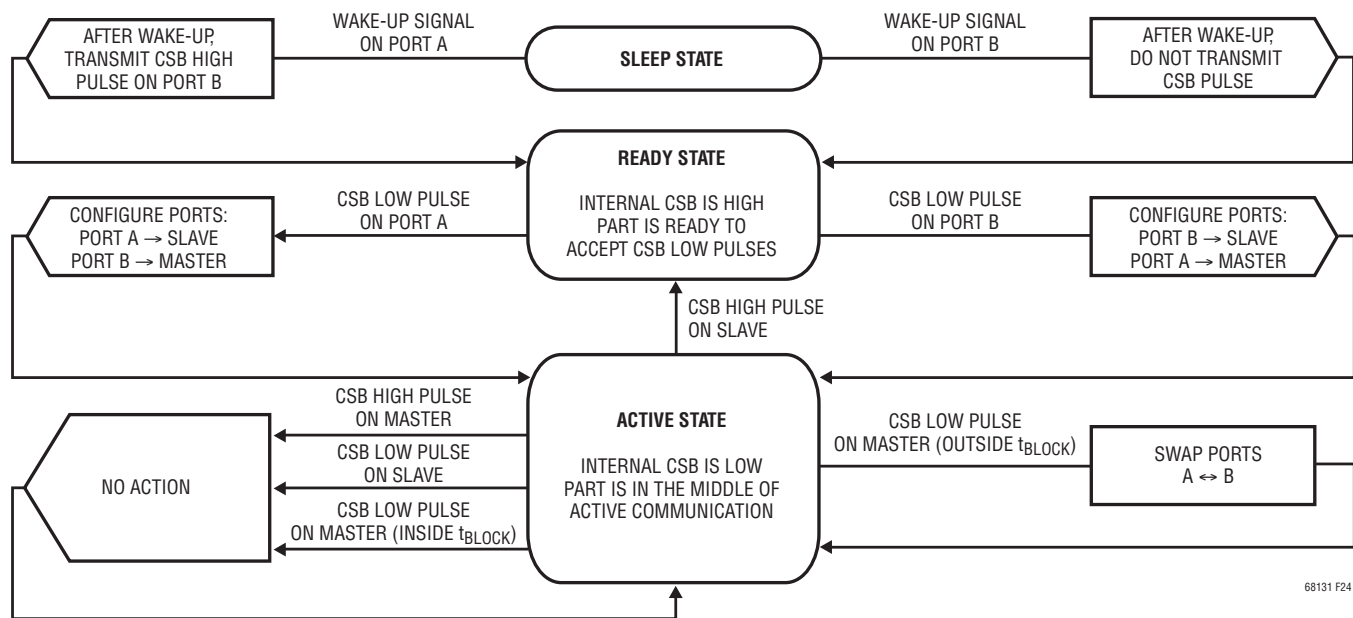 AFTER WAKE-UP,
TRANSMIT CSB HIGH
PULSE ON PORT B
WAKE-UP SIGNAL
ON PORT A
SLEEP STATE
WAKE-UP SIGNAL
ON PORT B
AFTER WAKE-UP,
DO NOT TRANSMIT
CSB PULSE
READY STATE
INTERNAL CSB IS HIGH
PART IS READY TO
ACCEPT CSB LOW PULSES
CONFIGURE PORTS:
PORT A → SLAVE
PORT B → MASTER
CSB LOW PULSE
ON PORT A
CSB LOW PULSE
ON PORT B
CONFIGURE PORTS:
PORT B → SLAVE
PORT A → MASTER
CSB HIGH PULSE
ON SLAVE
NO ACTION
CSB HIGH PULSE
ON MASTER
CSB LOW PULSE
ON SLAVE
CSB LOW PULSE
ON MASTER (INSIDE tBLOCK)
ACTIVE STATE
INTERNAL CSB IS LOW
PART IS IN THE MIDDLE OF
ACTIVE COMMUNICATION
CSB LOW PULSE
ON MASTER (OUTSIDE tBLOCK)
SWAP PORTS
A ↔ B
68131 F24